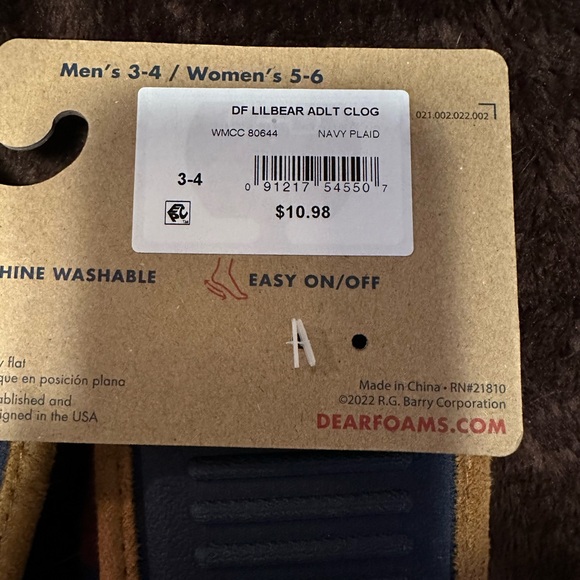 Men's 3-4 / Women's 5-6
DF LILBEAR ADLT CLOG
021.002.022.002
WMCC 80644 NAVY PLAID
3-4
0 91217 54550 7
$10.98
HINE WASHABLE
EASY ON/OFF
A
y flat
que en posición plana
ablished and
igned in the USA
Made in China • RN#21810
©2022 R.G. Barry Corporation
DEARFOAMS.COM